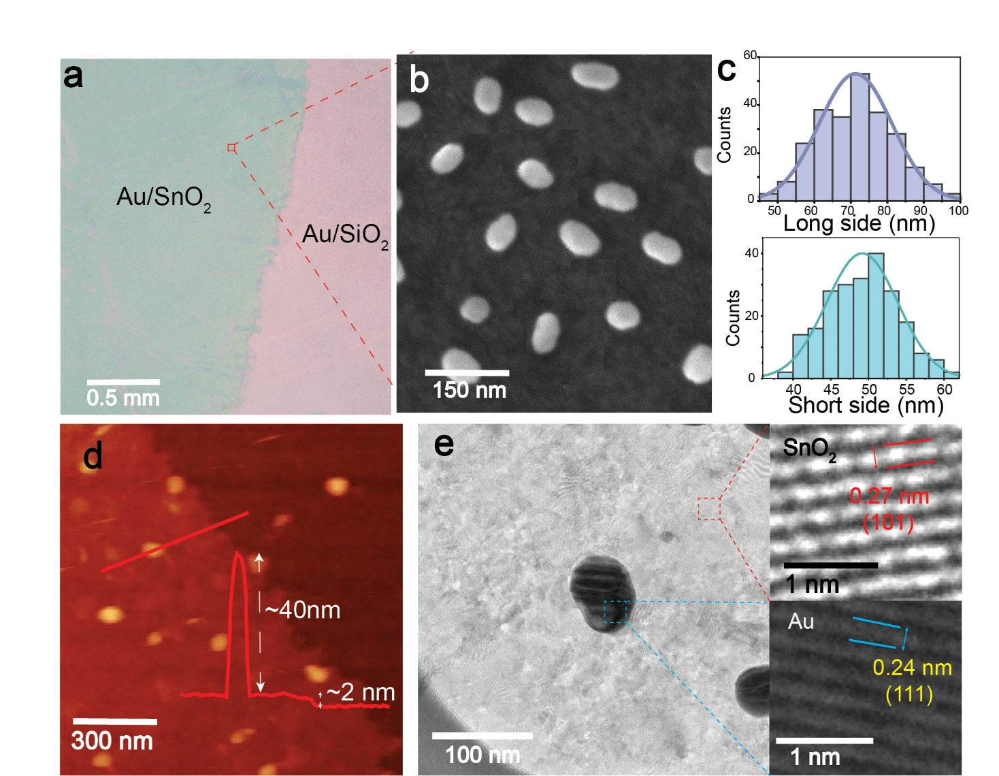 a
Au/SnO2
Au/SiO2
0.5 mm
b
150 nm
c
60
40
20
0
Counts
50 60 70 80 90 100
Long side (nm)
40
20
0
Counts
40 45 50 55 60
Short side (nm)
d
~40nm
~2 nm
300 nm
e
100 nm
SnO2
0.27 nm
(101)
1 nm
Au
0.24 nm
(111)
1 nm